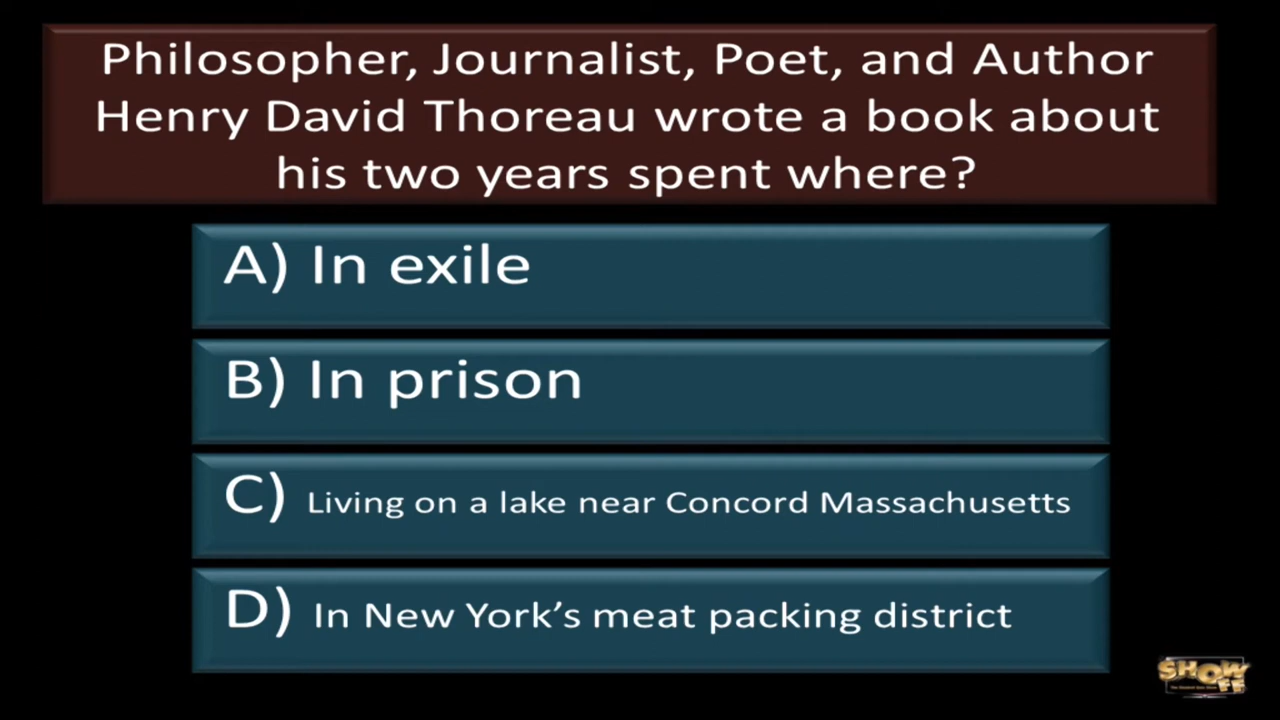 Philosopher, Journalist, Poet, and Author
Henry David Thoreau wrote a book about
his two years spent where?
A) In exile
B) In prison
C) Living on a lake near Concord Massachusetts
D) In New York's meat packing district
SHOW
FF